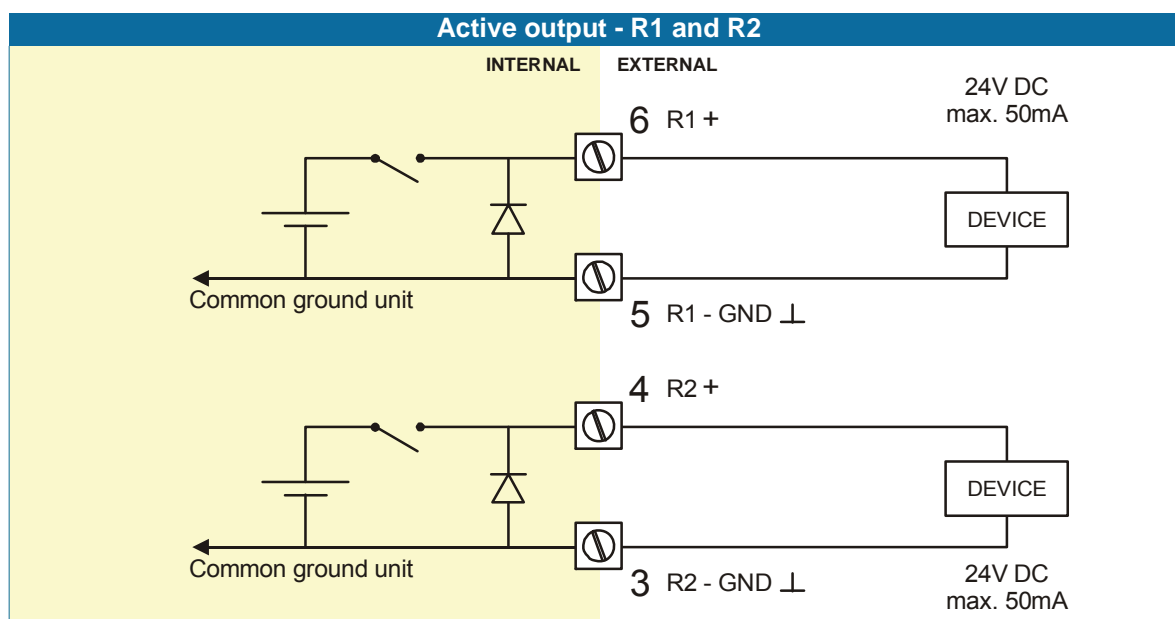 Active output - R1 and R2
INTERNAL EXTERNAL
24V DC
max. 50mA
6 R1 +
DEVICE
Common ground unit
5 R1 - GND ⊥
4 R2 +
DEVICE
Common ground unit
3 R2 - GND ⊥
24V DC
max. 50mA